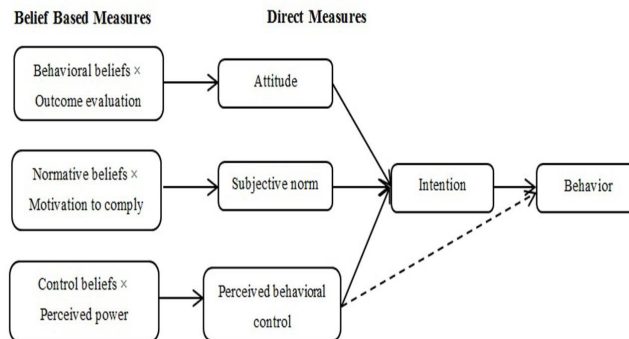 Belief Based Measures
Direct Measures
Behavioral beliefs ×
Outcome evaluation
Attitude
Normative beliefs ×
Motivation to comply
Subjective norm
Intention
Behavior
Control beliefs ×
Perceived power
Perceived behavioral
control